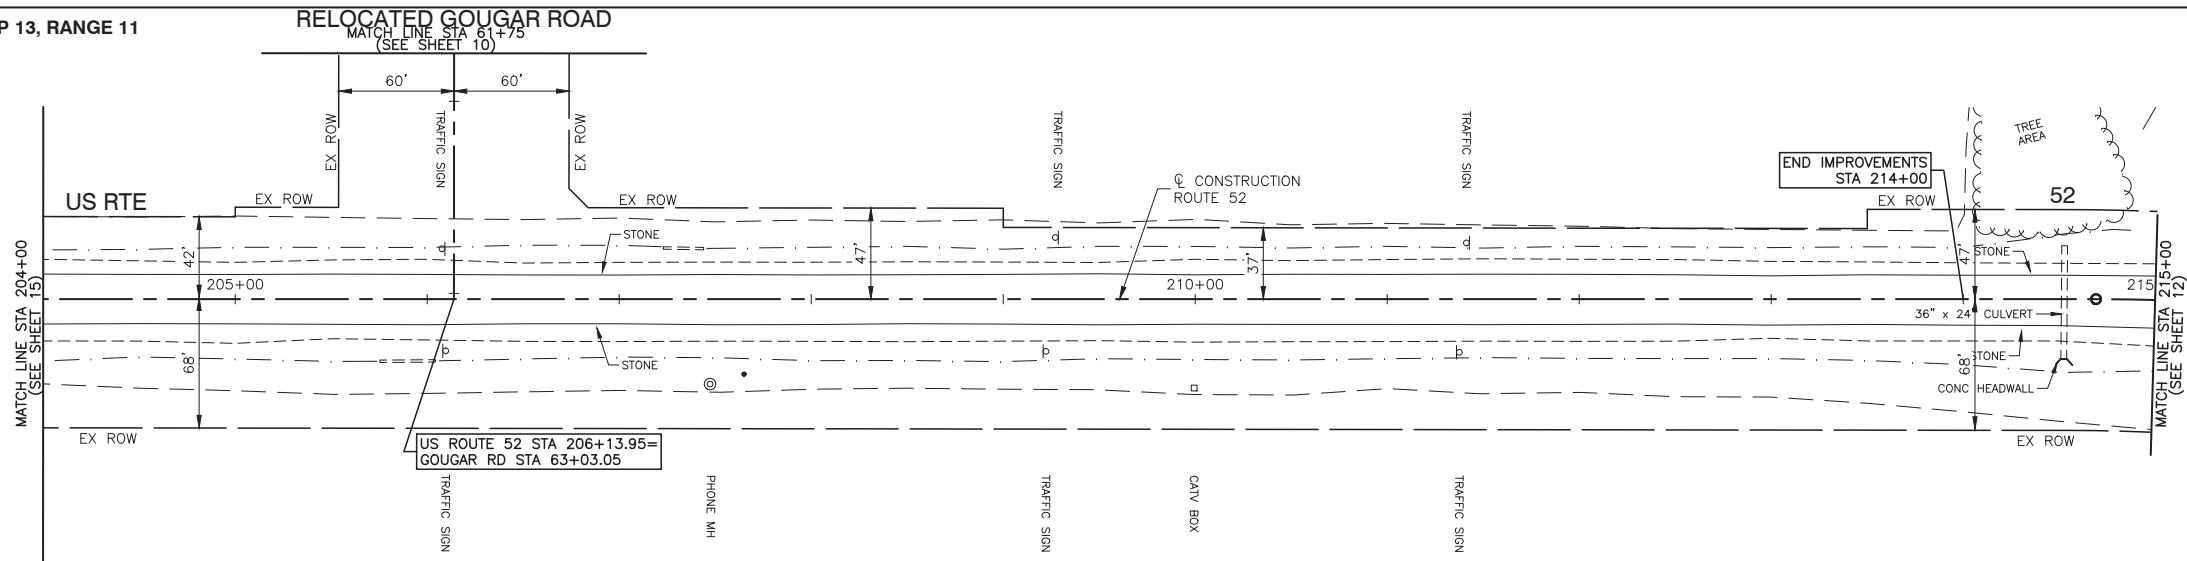 P 13, RANGE 11
RELOCATED GOUGAR ROAD
MATCH LINE STA 61+75
(SEE SHEET 10)
60'
60'
EX ROW
TRAFFIC SIGN
EX ROW
TRAFFIC SIGN
TRAFFIC SIGN
TREE
AREA
END IMPROVEMENTS
STA 214+00
℄ CONSTRUCTION
ROUTE 52
US RTE
EX ROW
EX ROW
EX ROW
52
STONE
42'
47'
37'
47'
STONE
MATCH LINE STA 204+00
(SEE SHEET 15)
205+00
210+00
215
MATCH LINE STA 215+00
(SEE SHEET 12)
36" x 24"
CULVERT
68'
STONE
68'
STONE
CONC HEADWALL
EX ROW
EX ROW
US ROUTE 52 STA 206+13.95=
GOUGAR RD STA 63+03.05
TRAFFIC SIGN
PHONE MH
TRAFFIC SIGN
CATV BOX
TRAFFIC SIGN